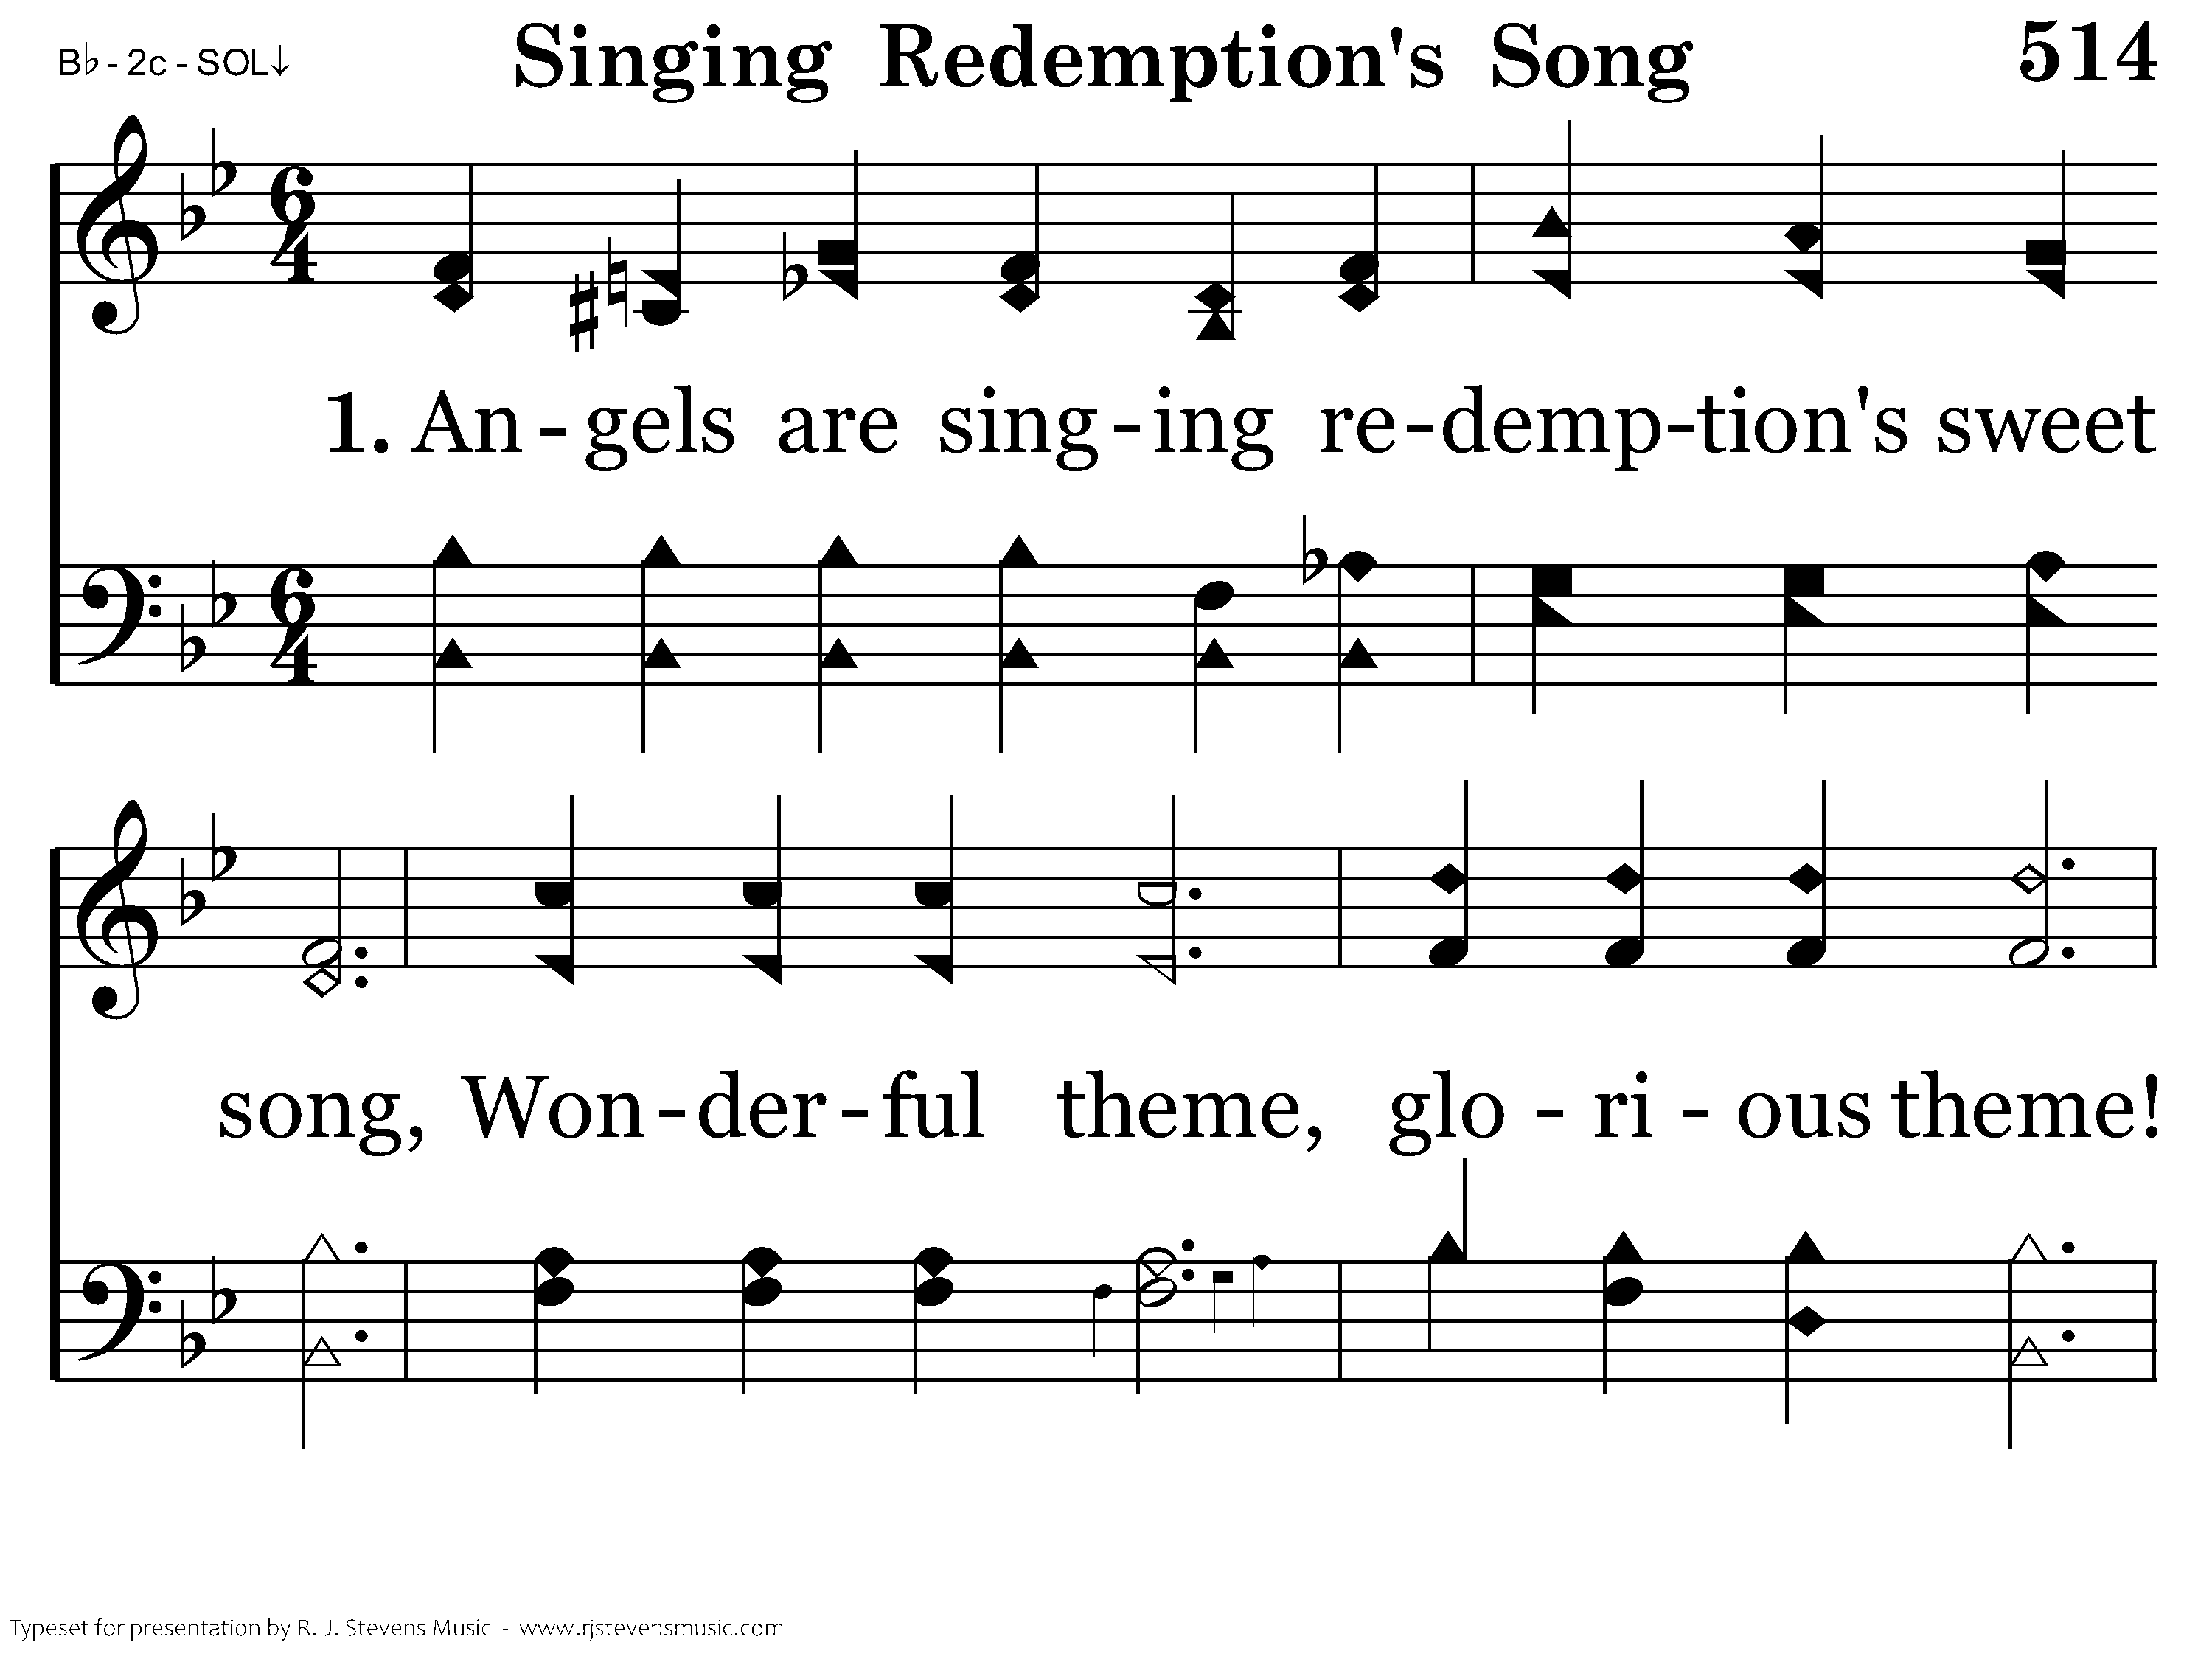 B♭ - 2c - SOL↓ Singing Redemption's Song 514
1. An - gels are sing - ing re - demp - tion's sweet
song, Won - der - ful theme, glo - ri - ous theme!
Typeset for presentation by R. J. Stevens Music - www.rjstevensmusic.com